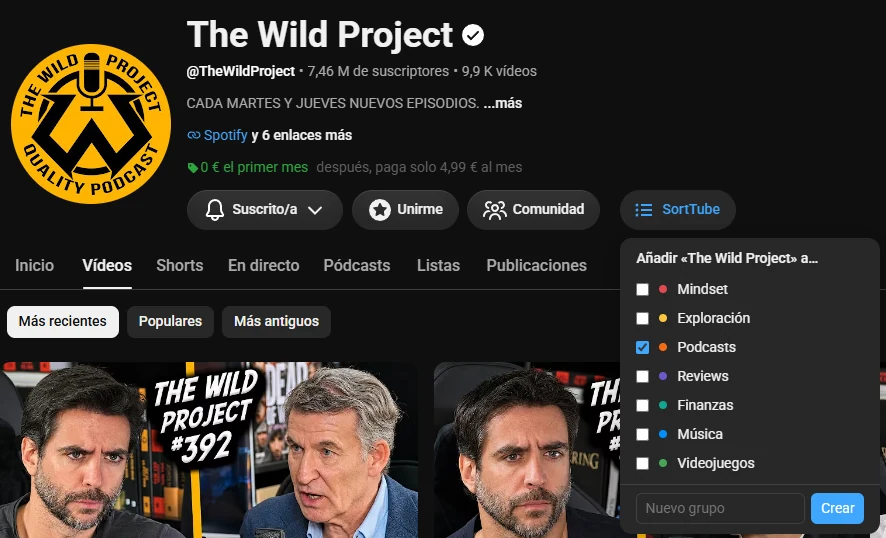 The Wild Project
@TheWildProject • 7,46 M de suscriptores • 9,9 K vídeos
THE WILD PROJECT
QUALITY PODCAST
CADA MARTES Y JUEVES NUEVOS EPISODIOS. ...más
Spotify y 6 enlaces más
0 € el primer mes después, paga solo 4,99 € al mes
Suscrito/a
Unirme
Comunidad
SortTube
Inicio
Vídeos
Shorts
En directo
Pódcasts
Listas
Publicaciones
Añadir «The Wild Project» a...
Mindset
Exploración
Podcasts
Reviews
Finanzas
Música
Videojuegos
Nuevo grupo
Crear
Más recientes
Populares
Más antiguos
THE WILD
PROJECT
#392
DEAD
RING